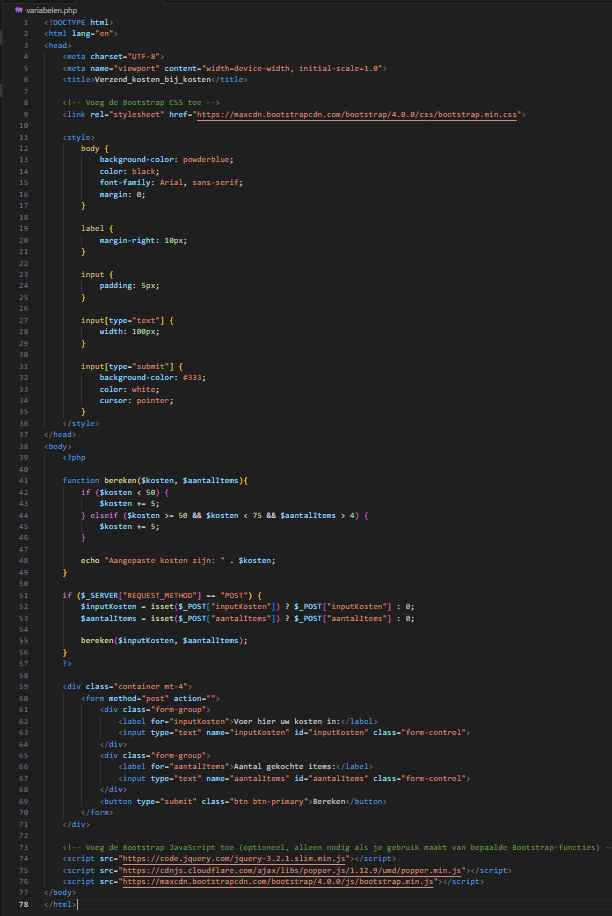 variabelen.php
1 <!DOCTYPE html>
2 <html lang="en">
3 <head>
4 <meta charset="UTF-8">
5 <meta name="viewport" content="width=device-width, initial-scale=1.0">
6 <title>Verzend_kosten_bij_kosten</title>
7
8 <!-- Voeg de Bootstrap CSS toe -->
9 <link rel="stylesheet" href="https://maxcdn.bootstrapcdn.com/bootstrap/4.0.0/css/bootstrap.min.css">
10
11 <style>
12 body {
13 background-color: powderblue;
14 color: black;
15 font-family: Arial, sans-serif;
16 margin: 0;
17 }
18
19 label {
20 margin-right: 10px;
21 }
22
23 input {
24 padding: 5px;
25 }
26
27 input[type="text"] {
28 width: 100px;
29 }
30
31 input[type="submit"] {
32 background-color: #333;
33 color: white;
34 cursor: pointer;
35 }
36 </style>
37 </head>
38 <body>
39 <?php
40
41 function bereken($kosten, $aantalItems){
42 if ($kosten < 50) {
43 $kosten += 5;
44 } elseif ($kosten >= 50 && $kosten < 75 && $aantalItems > 4) {
45 $kosten += 5;
46 }
47
48 echo "Aangepaste kosten zijn: " . $kosten;
49 }
50
51 if ($_SERVER["REQUEST_METHOD"] == "POST") {
52 $inputKosten = isset($_POST["inputKosten"]) ? $_POST["inputKosten"] : 0;
53 $aantalItems = isset($_POST["aantalItems"]) ? $_POST["aantalItems"] : 0;
54
55 bereken($inputKosten, $aantalItems);
56 }
57 ?>
58
59 <div class="container mt-4">
60 <form method="post" action="">
61 <div class="form-group">
62 <label for="inputKosten">Voer hier uw kosten in:</label>
63 <input type="text" name="inputKosten" id="inputKosten" class="form-control">
64 </div>
65 <div class="form-group">
66 <label for="aantalItems">Aantal gekochte items:</label>
67 <input type="text" name="aantalItems" id="aantalItems" class="form-control">
68 </div>
69 <button type="submit" class="btn btn-primary">Bereken</button>
70 </form>
71 </div>
72
73 <!-- Voeg de Bootstrap JavaScript toe (optioneel, alleen nodig als je gebruik maakt van bepaalde Bootstrap-functies) --
74 <script src="https://code.jquery.com/jquery-3.2.1.slim.min.js"></script>
75 <script src="https://cdnjs.cloudflare.com/ajax/libs/popper.js/1.12.9/umd/popper.min.js"></script>
76 <script src="https://maxcdn.bootstrapcdn.com/bootstrap/4.0.0/js/bootstrap.min.js"></script>
77 </body>
78 </html>